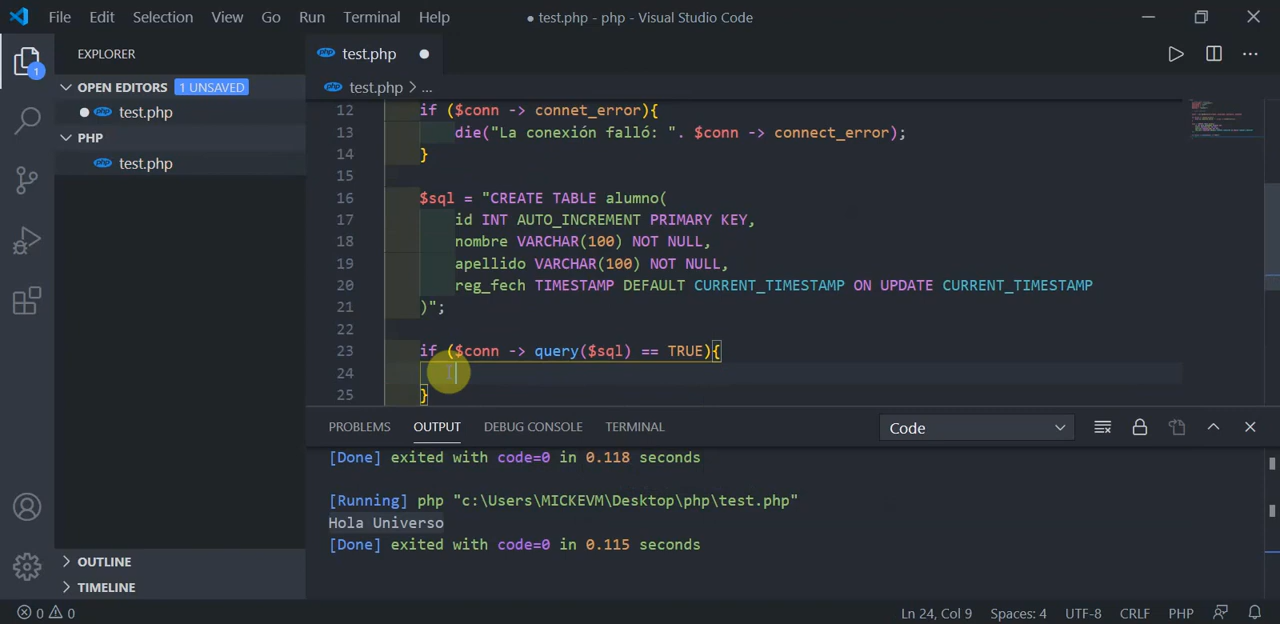 File Edit Selection View Go Run Terminal Help
● test.php - php - Visual Studio Code
EXPLORER
OPEN EDITORS 1 UNSAVED
php test.php
PHP
php test.php
OUTLINE
TIMELINE
1
php test.php
php test.php > ...
12 if ($conn -> connet_error){
13 die("La conexión falló: ". $conn -> connect_error);
14 }
15
16 $sql = "CREATE TABLE alumno(
17 id INT AUTO_INCREMENT PRIMARY KEY,
18 nombre VARCHAR(100) NOT NULL,
19 apellido VARCHAR(100) NOT NULL,
20 reg_fech TIMESTAMP DEFAULT CURRENT_TIMESTAMP ON UPDATE CURRENT_TIMESTAMP
21 )";
22
23 if ($conn -> query($sql) == TRUE){
24
25 }
PROBLEMS OUTPUT DEBUG CONSOLE TERMINAL Code
[Done] exited with code=0 in 0.118 seconds
[Running] php "c:\Users\MICKEVM\Desktop\php\test.php"
Hola Universo
[Done] exited with code=0 in 0.115 seconds
0 0 Ln 24, Col 9 Spaces: 4 UTF-8 CRLF PHP